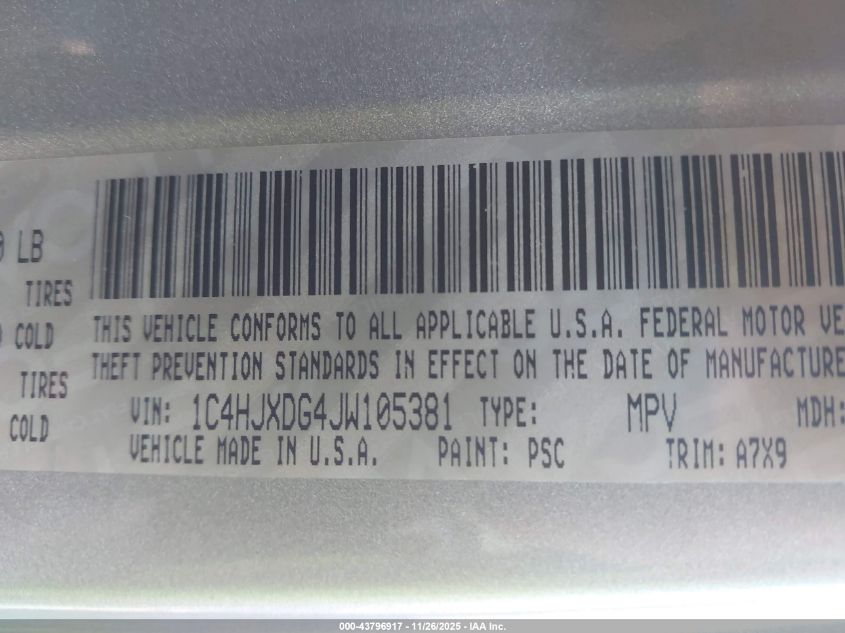 LB
TIRES
COLD
TIRES
COLD
THIS VEHICLE CONFORMS TO ALL APPLICABLE U.S.A. FEDERAL MOTOR VE
THEFT PREVENTION STANDARDS IN EFFECT ON THE DATE OF MANUFACTURE
VIN: 1C4HJXDG4JW105381 TYPE: MPV MDH:
VEHICLE MADE IN U.S.A. PAINT: PSC TRIM: A7X9
000-43796917 - 11/26/2025 - IAA Inc.